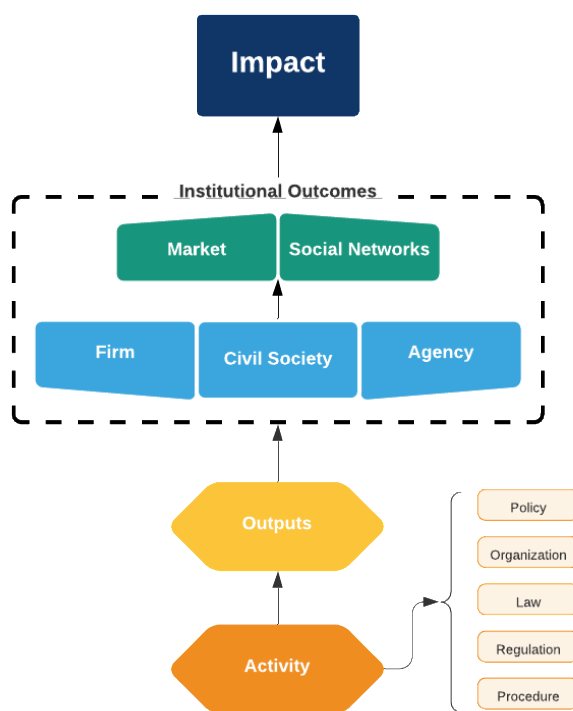 Impact
Institutional Outcomes
Market
Social Networks
Firm
Civil Society
Agency
Outputs
Policy
Organization
Law
Activity
Regulation
Procedure